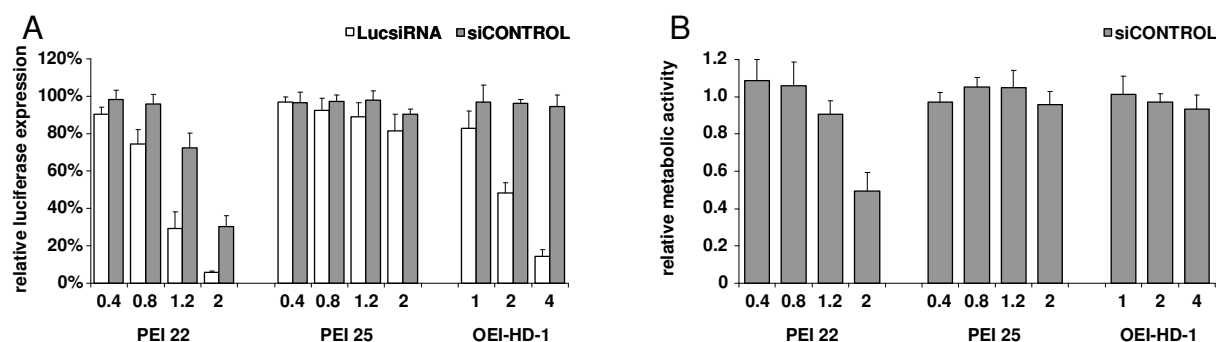 A
LucsiRNA siCONTROL
relative luciferase expression
120%
100%
80%
60%
40%
20%
0%
0.4 0.8 1.2 2 0.4 0.8 1.2 2 1 2 4
PEI 22 PEI 25 OEI-HD-1
B
siCONTROL
relative metabolic activity
1.2
1.0
0.8
0.6
0.4
0.2
0
0.4 0.8 1.2 2 0.4 0.8 1.2 2 1 2 4
PEI 22 PEI 25 OEI-HD-1